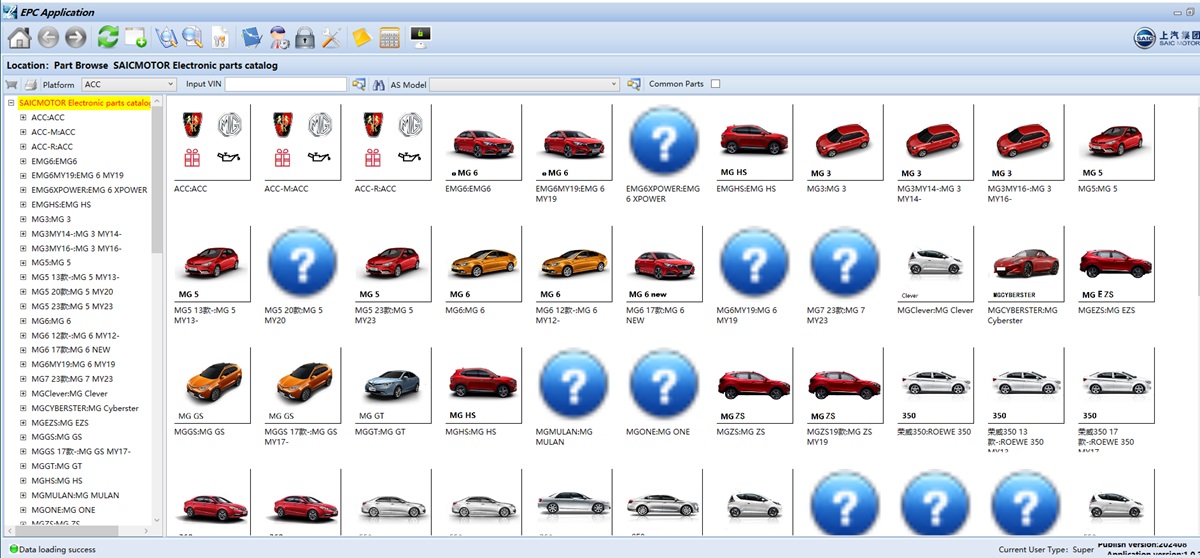 EPC Application
SAIC 上汽集团
SAIC MOTOR
Location: Part Browse SAICMOTOR Electronic parts catalog
Platform ACC Input VIN AS Model Common Parts
SAICMOTOR Electronic parts catalog
ACC:ACC
ACC-M:ACC
ACC-R:ACC
EMG6:EMG6
EMG6MY19:EMG 6 MY19
EMG6XPOWER:EMG 6 XPOWER
EMGHS:EMG HS
MG3:MG 3
MG3MY14-:MG 3 MY14-
MG3MY16-:MG 3 MY16-
MG5:MG 5
MG5 13款-:MG 5 MY13-
MG5 20款:MG 5 MY20
MG5 23款:MG 5 MY23
MG6:MG 6
MG6 12款-:MG 6 MY12-
MG6 17款:MG 6 NEW
MG6MY19:MG 6 MY19
MG7 23款:MG 7 MY23
MGClever:MG Clever
MGCYBERSTER:MG Cyberster
MGEZS:MG EZS
MGGS:MG GS
MGGS 17款-:MG GS MY17-
MGGT:MG GT
MGHS:MG HS
MGMULAN:MG MULAN
MGONE:MG ONE
MGZS:MG ZS
MG MG MG
eMG 6 eMG 6 MG HS MG 3 MG 3 MG 3 MG 5
ACC:ACC ACC-M:ACC ACC-R:ACC EMG6:EMG6 EMG6MY19:EMG 6 EMG6XPOWER:EMG EMGHS:EMG HS MG3:MG 3 MG3MY14-:MG 3 MG3MY16-:MG 3 MG5:MG 5
MY19 6 XPOWER MY14- MY16-
MG 5 MG 5 MG 6 MG 6 MG 6 new Clever MGCYBERSTER MG E ZS
MG5 13款-:MG 5 MG5 20款:MG 5 MG5 23款:MG 5 MG6:MG 6 MG6 12款-:MG 6 MG6 17款:MG 6 MG6MY19:MG 6 MG7 23款:MG 7 MGClever:MG Clever MGCYBERSTER:MG MGEZS:MG EZS
MY13- MY20 MY23 MY12- NEW MY19 MY23 Cyberster
MG GS MG GS MG GT MG HS MG ZS MG ZS 350 350 350
MGGS:MG GS MGGS 17款-:MG GS MGGT:MG GT MGHS:MG HS MGMULAN:MG MGONE:MG ONE MGZS:MG ZS MGZS19款:MG ZS 荣威350:ROEWE 350 荣威350 13 荣威350 17
MY17- MULAN MY19 款-:ROEWE 350 款-:ROEWE 350
MY13- MY17-
Data loading success
Current User Type: Super
Publish version:202408